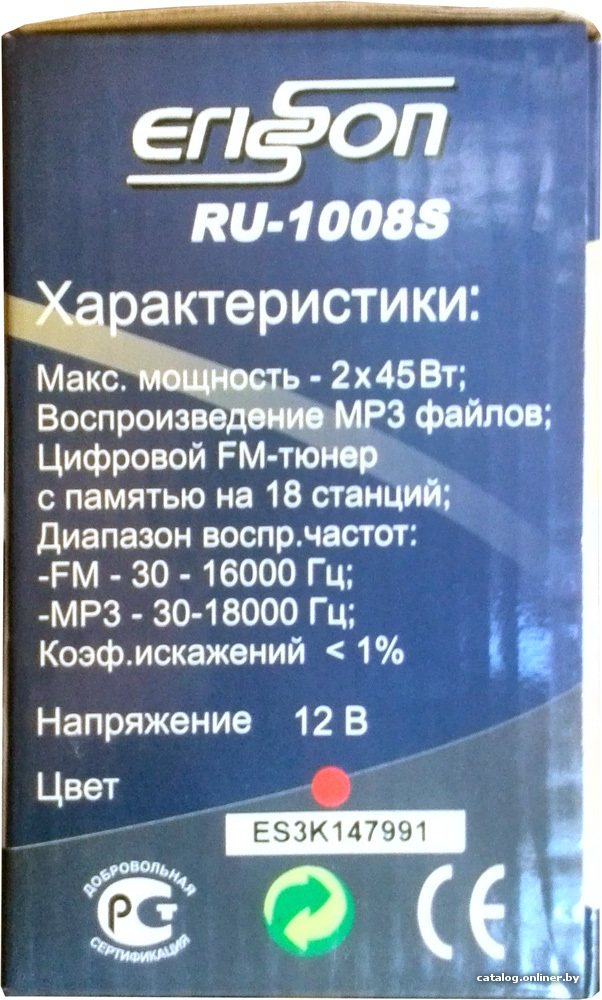 ERISSON
RU-1008S
Характеристики:
Макс. мощность - 2x45Вт;
Воспроизведение MP3 файлов;
Цифровой FM-тюнер
с памятью на 18 станций;
Диапазон воспр.частот:
-FM - 30 - 16000 Гц;
-MP3 - 30-18000 Гц;
Коэф.искажений < 1%
Напряжение 12 В
Цвет
ES3K147991
ДОБРОВОЛЬНАЯ
РСТ
СЕРТИФИКАЦИЯ
CE
catalog.onliner.by